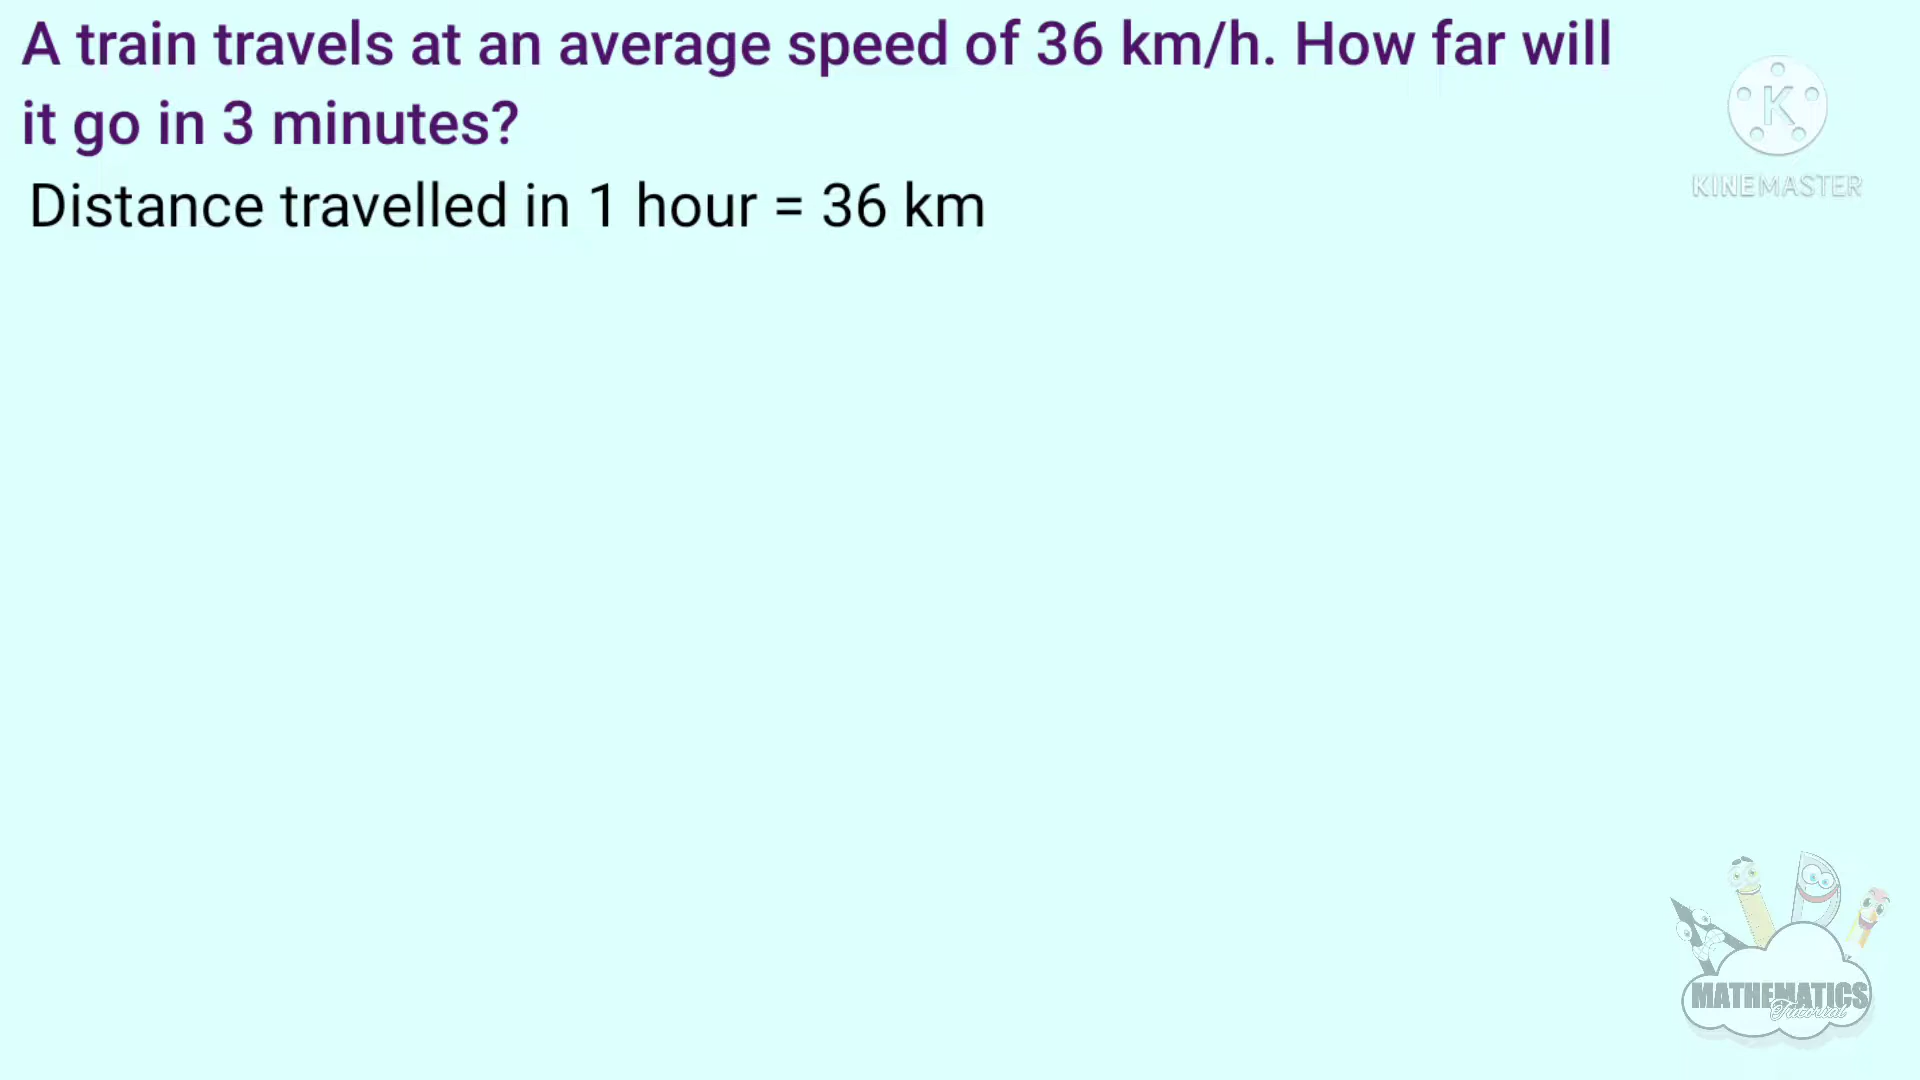 A train travels at an average speed of 36 km/h. How far will
it go in 3 minutes?
Distance travelled in 1 hour = 36 km
K
KINEMASTER
MATHEMATICS
Tutorial